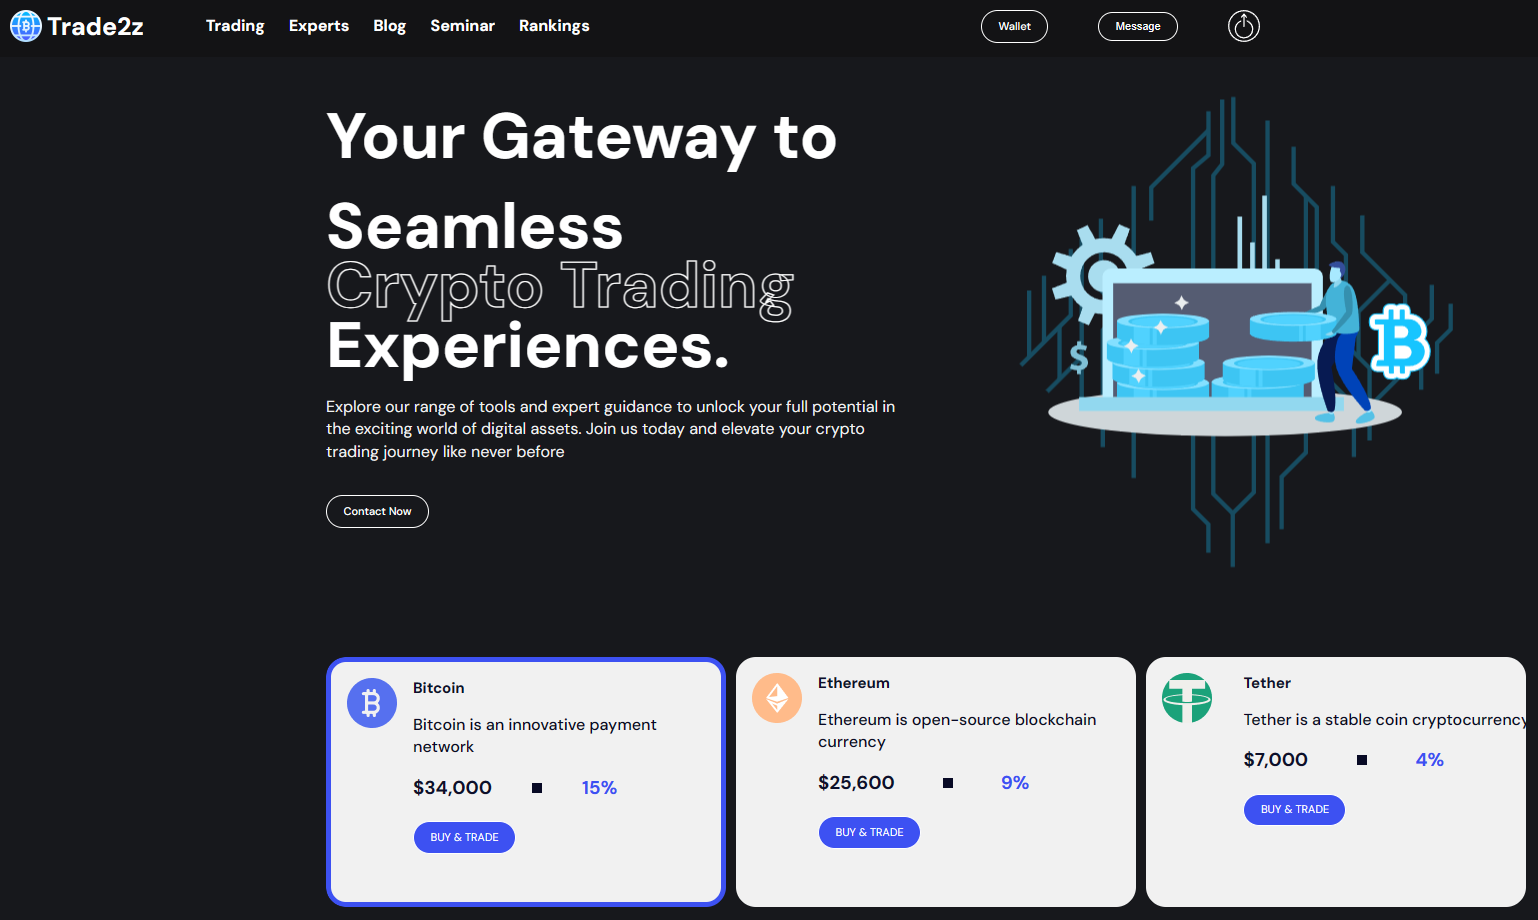 Trade2z
Trading Experts Blog Seminar Rankings
Wallet
Message
Your Gateway to
Seamless
Crypto Trading
Experiences.
Explore our range of tools and expert guidance to unlock your full potential in
the exciting world of digital assets. Join us today and elevate your crypto
trading journey like never before
Contact Now
Bitcoin
Bitcoin is an innovative payment
network
$34,000 15%
BUY & TRADE
Ethereum
Ethereum is open-source blockchain
currency
$25,600 9%
BUY & TRADE
Tether
Tether is a stable coin cryptocurrency
$7,000 4%
BUY & TRADE